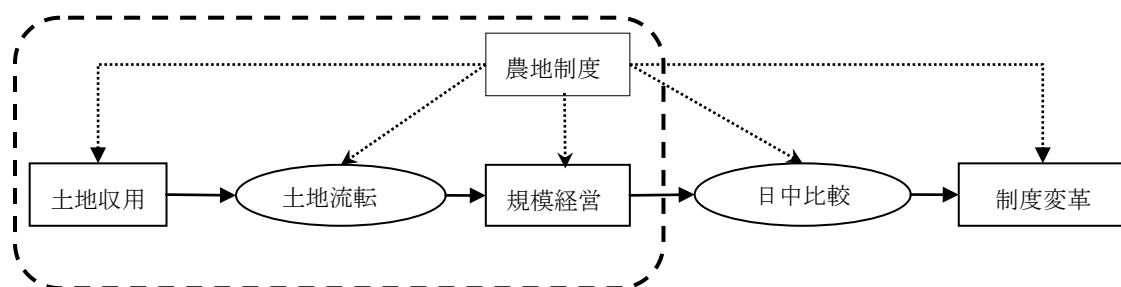 農地制度
土地収用
土地流転
規模経営
日中比較
制度変革